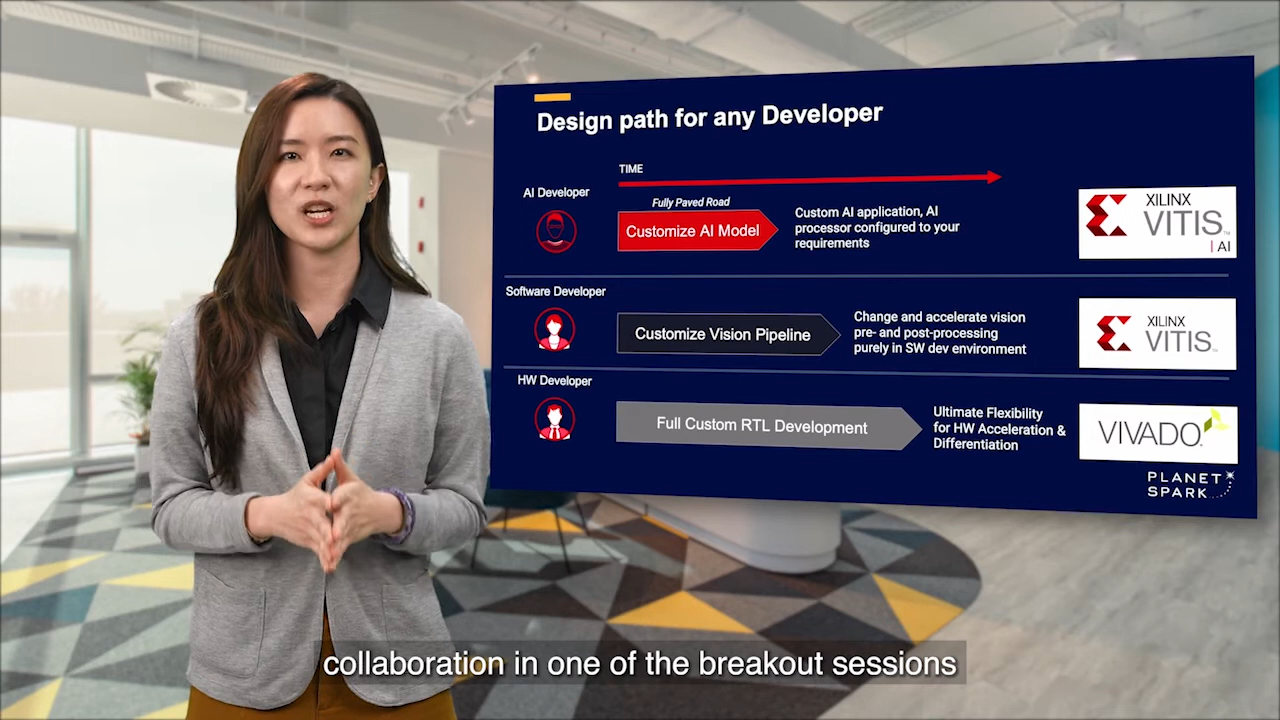 Design path for any Developer
TIME
AI Developer
Fully Paved Road
Customize AI Model
Custom AI application, AI
processor configured to your
requirements
XILINX
VITIS™
| AI
Software Developer
Customize Vision Pipeline
Change and accelerate vision
pre- and post-processing
purely in SW dev environment
XILINX
VITIS™
HW Developer
Full Custom RTL Development
Ultimate Flexibility
for HW Acceleration &
Differentiation
VIVADO
PLANET
SPARK
collaboration in one of the breakout sessions